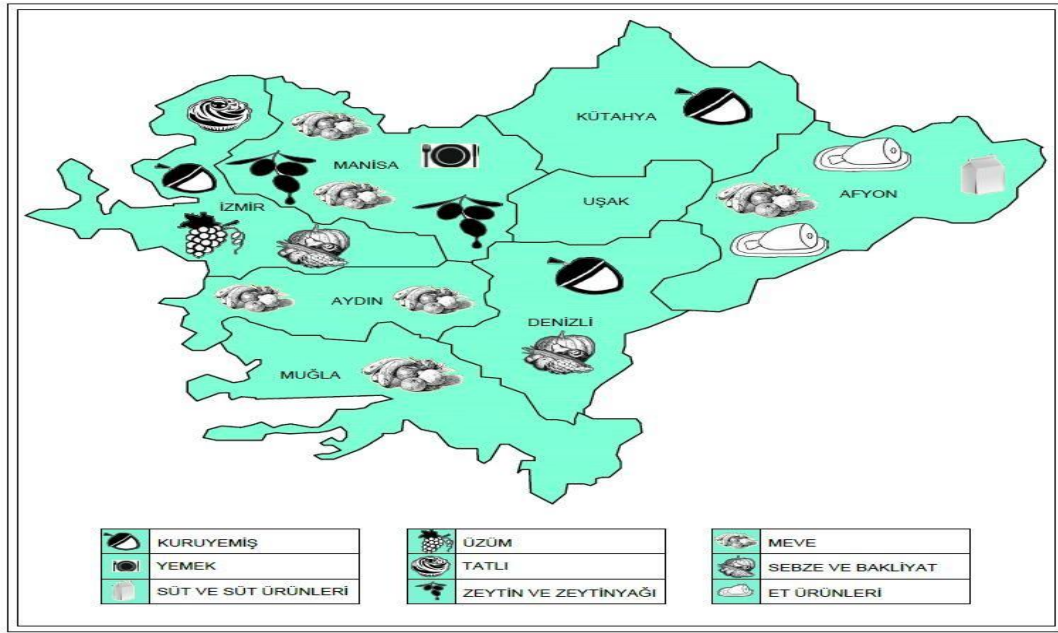 KÜTAHYA
MANİSA
AFYON
UŞAK
İZMİR
AYDIN
DENİZLİ
MUĞLA
KURUYEMİŞ
ÜZÜM
MEVE
YEMEK
TATLI
SEBZE VE BAKLİYAT
SÜT VE SÜT ÜRÜNLERİ
ZEYTİN VE ZEYTİNYAĞI
ET ÜRÜNLERİ